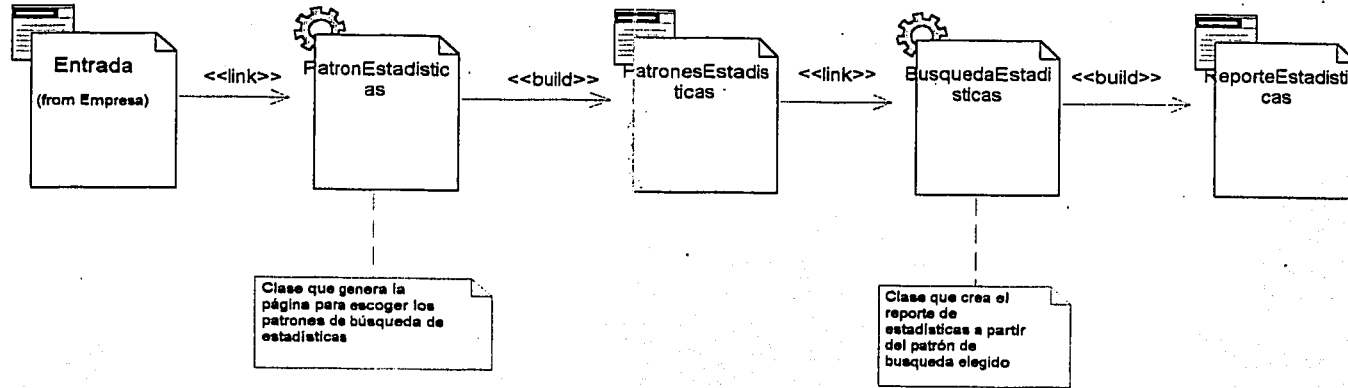 Entrada
(from Empresa)
<<link>>
PatronEstadistic
as
<<build>>
PatronesEstadis
ticas
<<link>>
BusquedaEstadi
sticas
<<build>>
ReporteEstadisti
cas
Clase que genera la
página para escoger los
patrones de búsqueda de
estadísticas
Clase que crea el
reporte de
estadísticas a partir
del patrón de
busqueda elegido